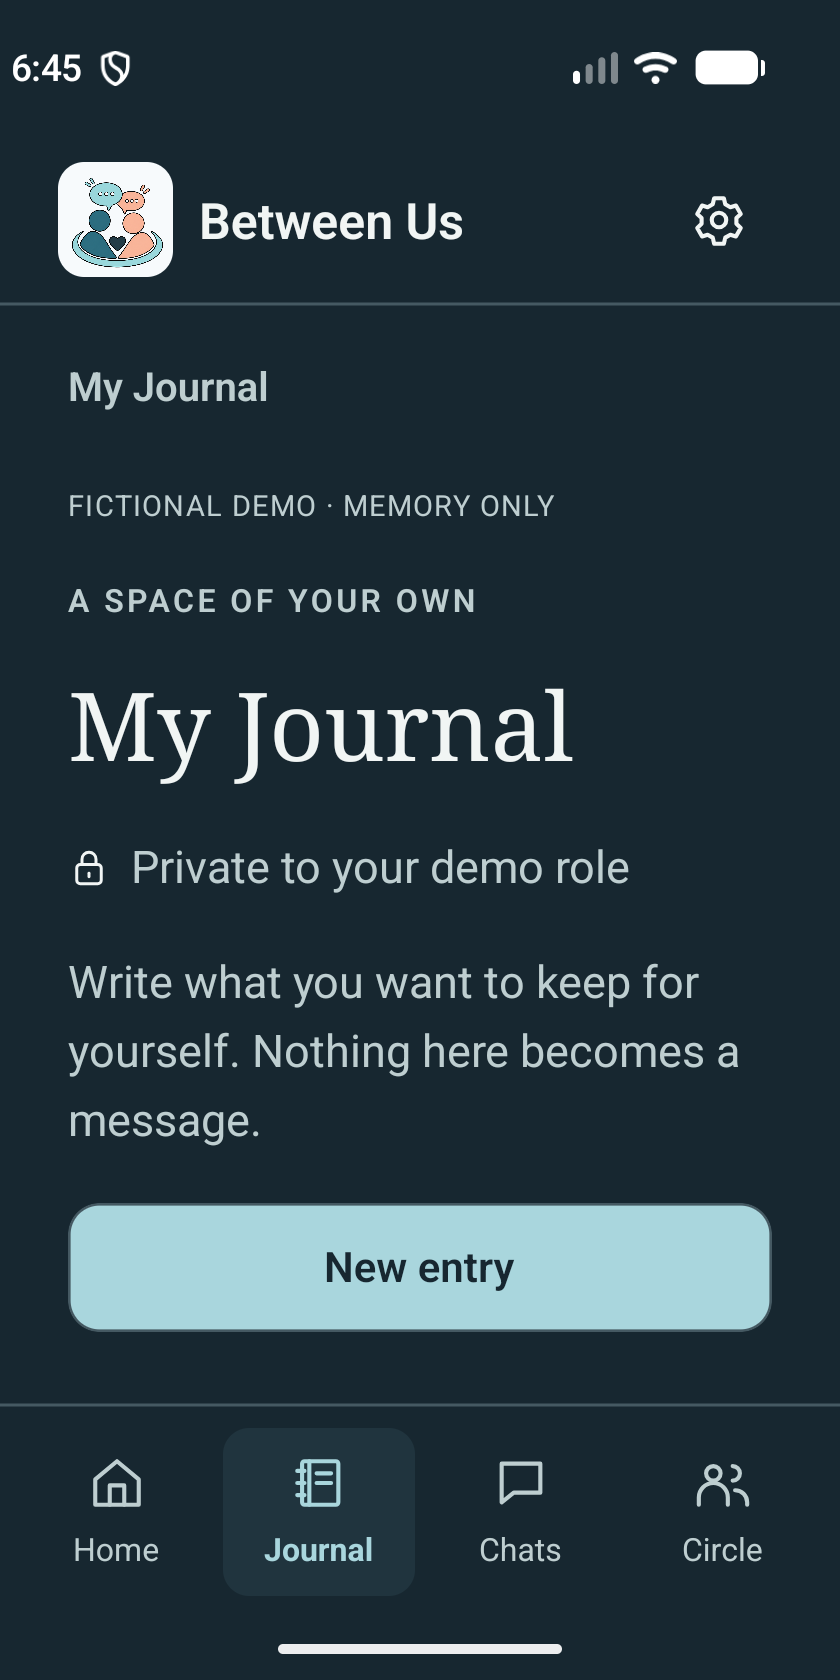 6:45
Between Us
My Journal
FICTIONAL DEMO · MEMORY ONLY
A SPACE OF YOUR OWN
My Journal
Private to your demo role
Write what you want to keep for
yourself. Nothing here becomes a
message.
New entry
Home
Journal
Chats
Circle